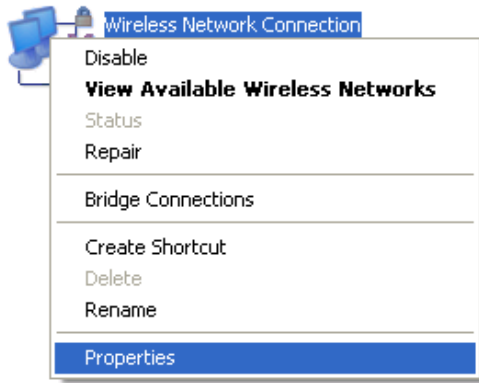 Wireless Network Connection
Disable
View Available Wireless Networks
Status
Repair
Bridge Connections
Create Shortcut
Delete
Rename
Properties